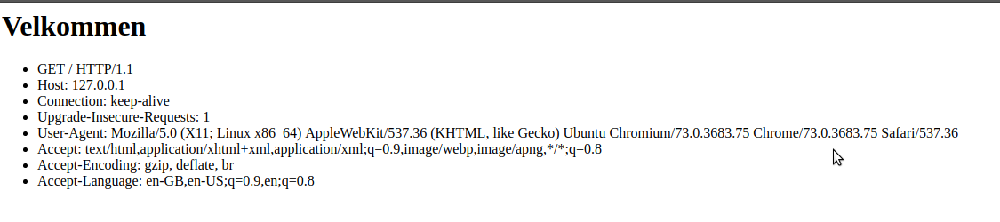 Velkommen
GET / HTTP/1.1
Host: 127.0.0.1
Connection: keep-alive
Upgrade-Insecure-Requests: 1
User-Agent: Mozilla/5.0 (X11; Linux x86_64) AppleWebKit/537.36 (KHTML, like Gecko) Ubuntu Chromium/73.0.3683.75 Chrome/73.0.3683.75 Safari/537.36
Accept: text/html,application/xhtml+xml,application/xml;q=0.9,image/webp,image/apng,*/*;q=0.8
Accept-Encoding: gzip, deflate, br
Accept-Language: en-GB,en-US;q=0.9,en;q=0.8